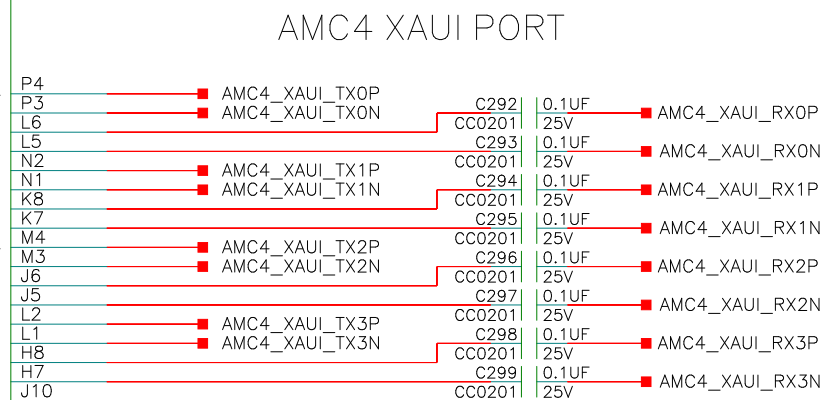 AMC4 XAUI PORT
P4
AMC4_XAUI_TX0P
P3
AMC4_XAUI_TX0N
C292 0.1UF
AMC4_XAUI_RX0P
L6
CC0201 25V
L5
C293 0.1UF
AMC4_XAUI_RX0N
N2
CC0201 25V
AMC4_XAUI_TX1P
N1
AMC4_XAUI_TX1N
C294 0.1UF
AMC4_XAUI_RX1P
K8
CC0201 25V
K7
C295 0.1UF
AMC4_XAUI_RX1N
M4
CC0201 25V
AMC4_XAUI_TX2P
M3
AMC4_XAUI_TX2N
C296 0.1UF
AMC4_XAUI_RX2P
J6
CC0201 25V
J5
C297 0.1UF
AMC4_XAUI_RX2N
L2
CC0201 25V
AMC4_XAUI_TX3P
L1
AMC4_XAUI_TX3N
C298 0.1UF
AMC4_XAUI_RX3P
H8
CC0201 25V
H7
C299 0.1UF
AMC4_XAUI_RX3N
J10
CC0201 25V